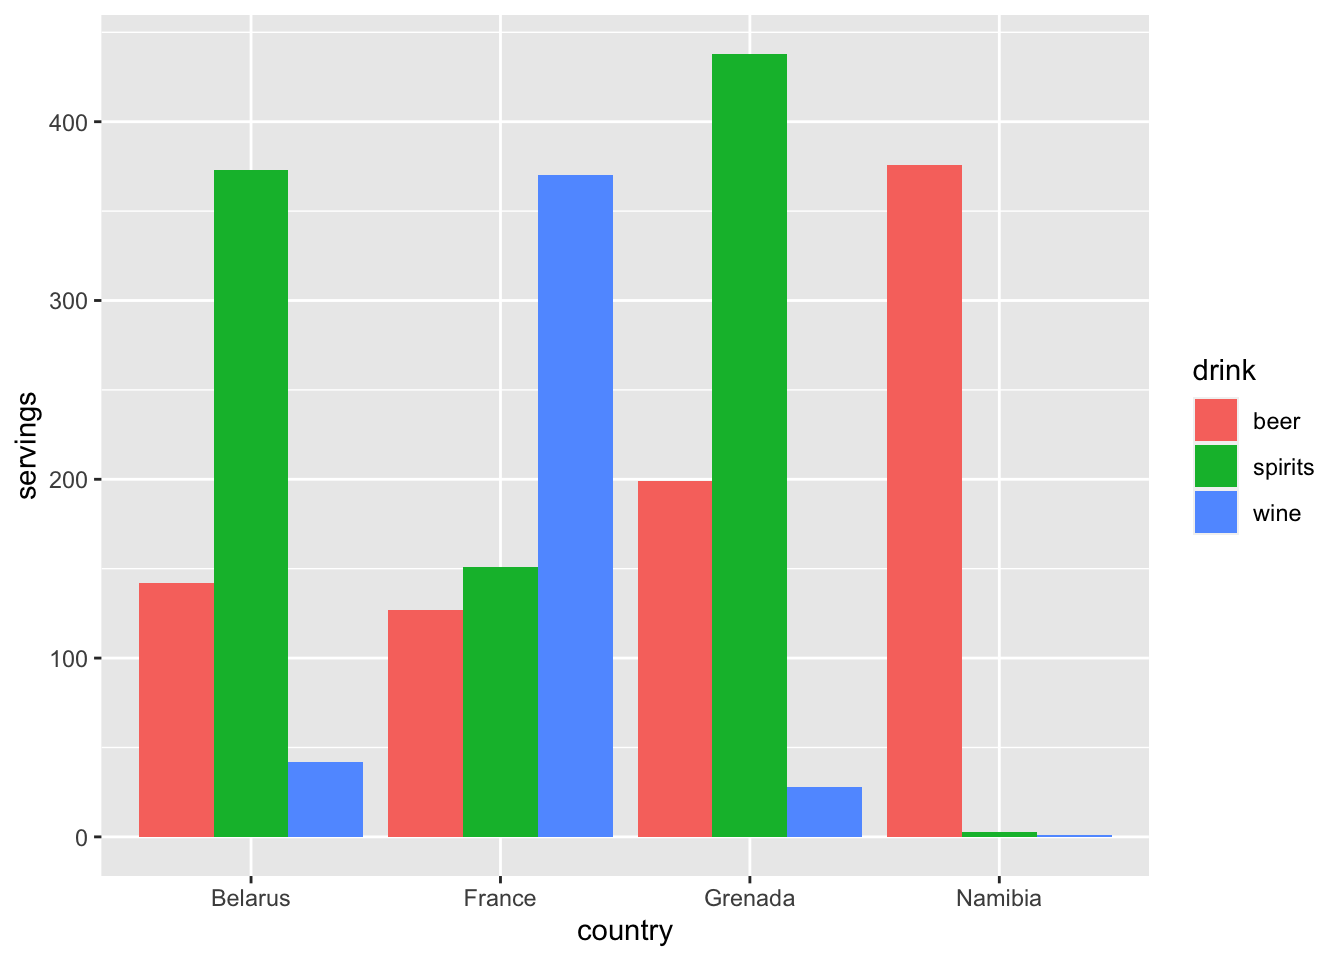 servings
400
300
200
100
0
Belarus France Grenada Namibia
country
drink
beer
spirits
wine